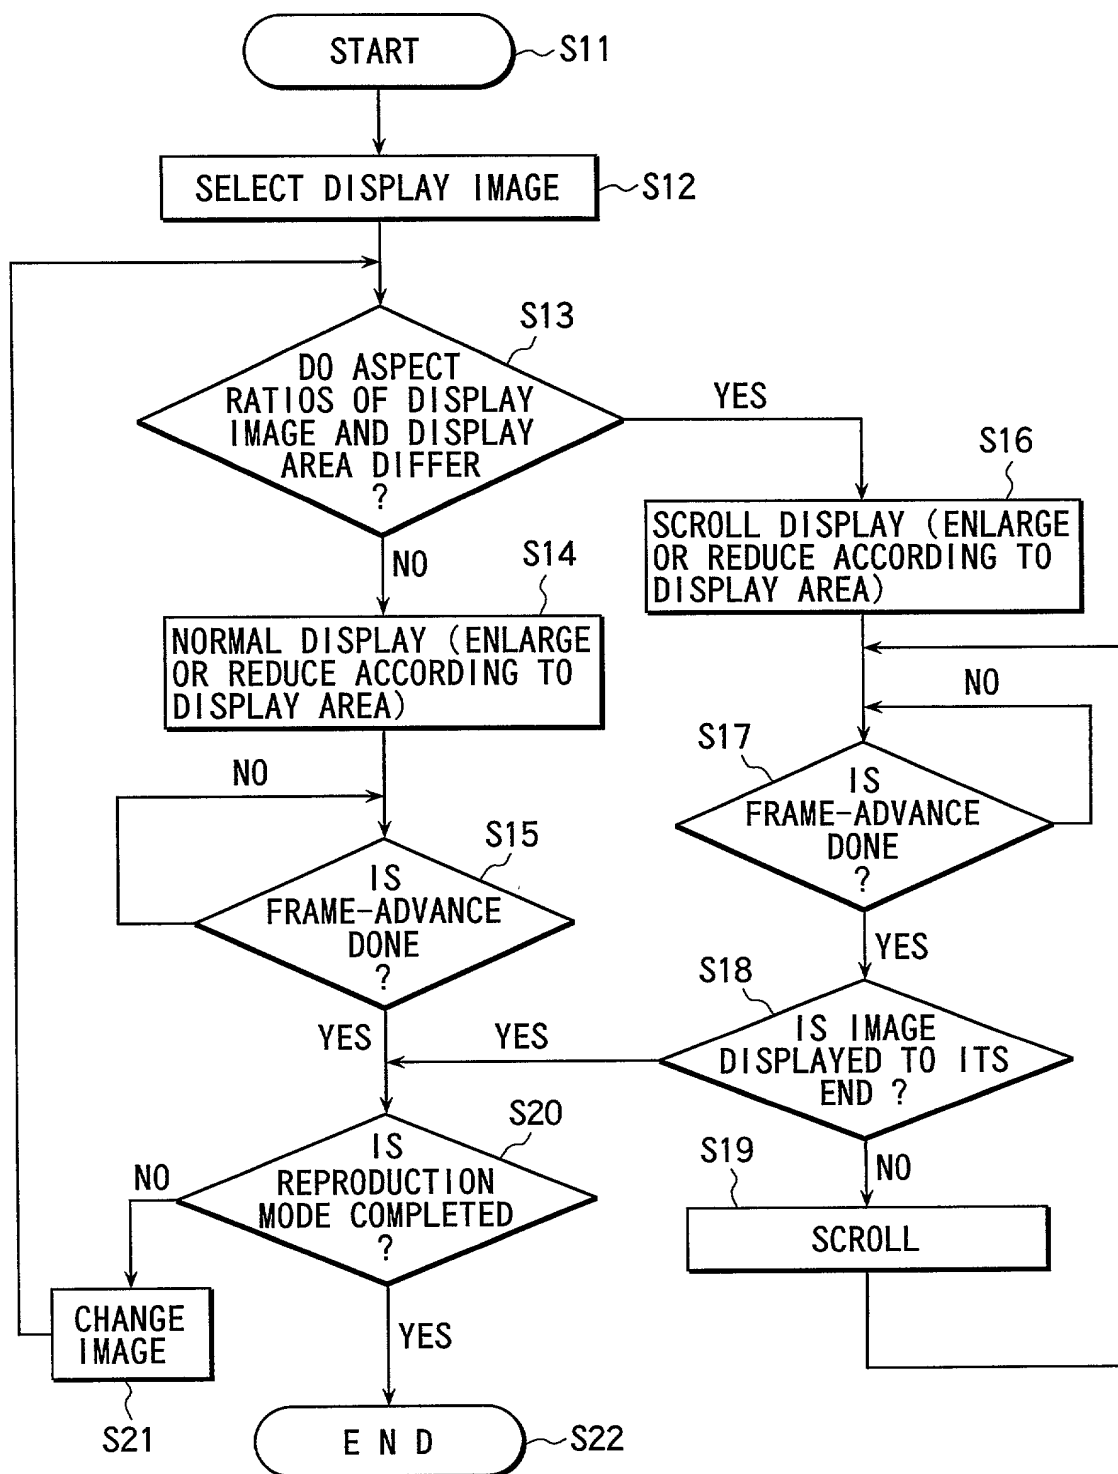 START
S11
SELECT DISPLAY IMAGE
S12
S13
DO ASPECT
RATIOS OF DISPLAY
IMAGE AND DISPLAY
AREA DIFFER
?
YES
NO
S16
SCROLL DISPLAY (ENLARGE
OR REDUCE ACCORDING TO
DISPLAY AREA)
S14
NORMAL DISPLAY (ENLARGE
OR REDUCE ACCORDING TO
DISPLAY AREA)
NO
S17
IS
FRAME-ADVANCE
DONE
?
NO
S15
IS
FRAME-ADVANCE
DONE
?
YES
S18
IS IMAGE
DISPLAYED TO ITS
END ?
YES
YES
NO
S20
IS
REPRODUCTION
MODE COMPLETED
?
S19
SCROLL
NO
CHANGE
IMAGE
S21
YES
END
S22